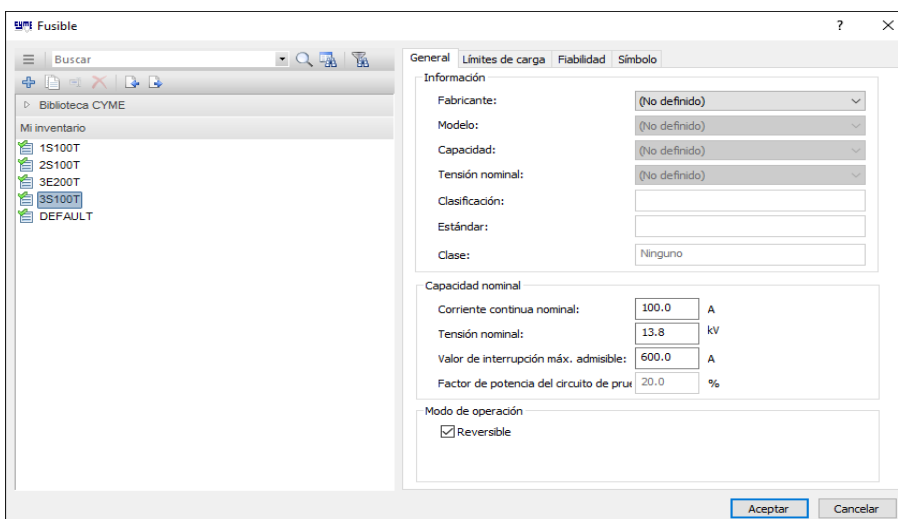 CYME Fusible ? X
Buscar
Biblioteca CYME
Mi inventario
1S100T
2S100T
3E200T
3S100T
DEFAULT
General Límites de carga Fiabilidad Símbolo
Información
Fabricante: (No definido)
Modelo: (No definido)
Capacidad: (No definido)
Tensión nominal: (No definido)
Clasificación:
Estándar:
Clase: Ninguno
Capacidad nominal
Corriente continua nominal: 100.0 A
Tensión nominal: 13.8 kV
Valor de interrupción máx. admisible: 600.0 A
Factor de potencia del circuito de prue 20.0 %
Modo de operación
Reversible
Aceptar Cancelar